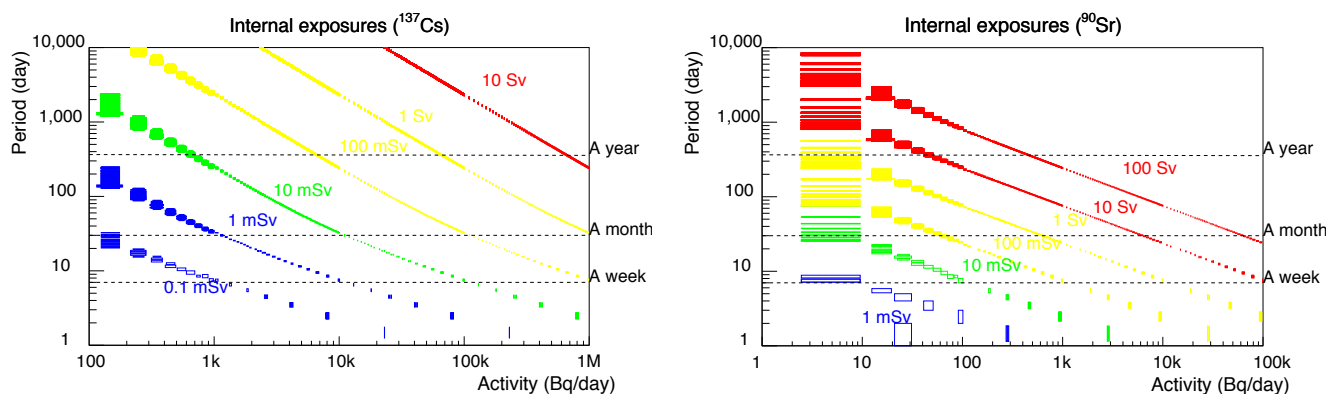 Internal exposures (137Cs)
Period (day)
10,000
1,000
100
10
1
100
1k
10k
100k
1M
Activity (Bq/day)
10 Sv
1 Sv
100 mSv
10 mSv
1 mSv
0.1 mSv
A year
A month
A week
Internal exposures (90Sr)
Period (day)
10,000
1,000
100
10
1
1
10
100
1k
10k
100k
Activity (Bq/day)
100 Sv
10 Sv
1 Sv
100 mSv
10 mSv
1 mSv
A year
A month
A week